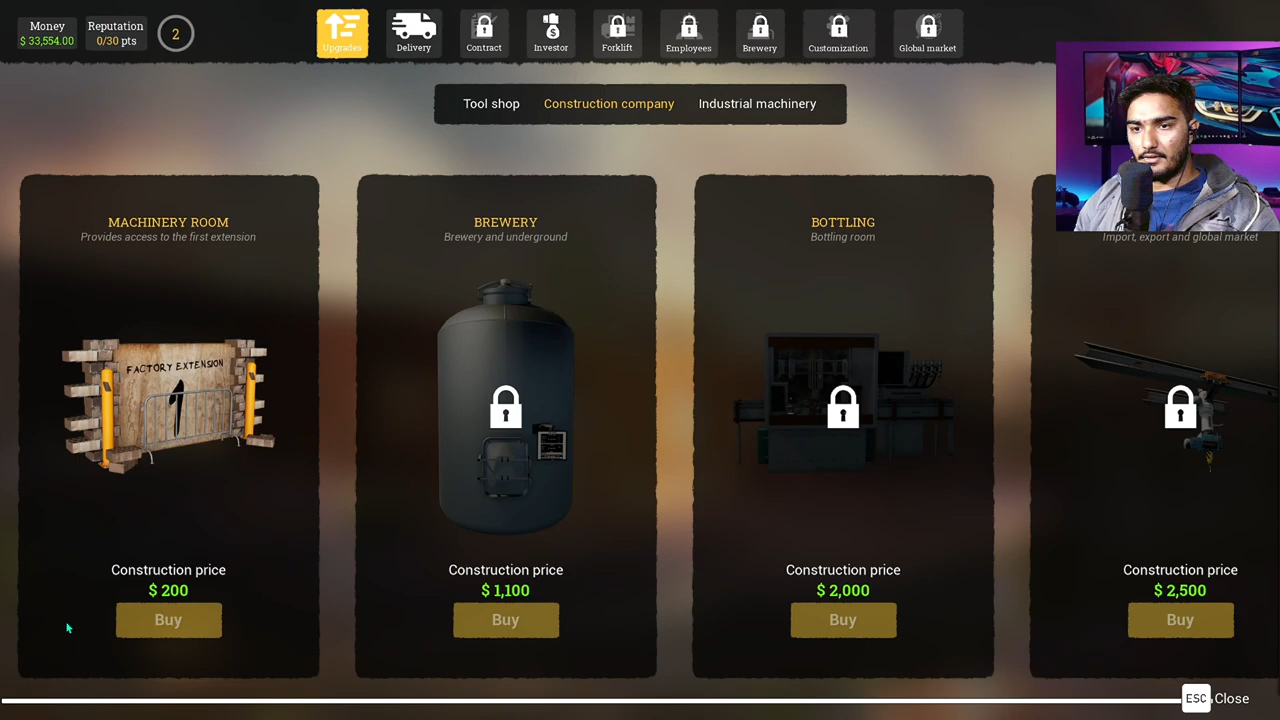 Money
$ 33,554.00
Reputation
0/30 pts
2
Upgrades
Delivery
Contract
Investor
Forklift
Employees
Brewery
Customization
Global market
Tool shop
Construction company
Industrial machinery
MACHINERY ROOM
Provides access to the first extension
FACTORY EXTENSION
1
Construction price
$ 200
Buy
BREWERY
Brewery and underground
Construction price
$ 1,100
Buy
BOTTLING
Bottling room
Construction price
$ 2,000
Buy
Import, export and global market
Construction price
$ 2,500
Buy
ESC Close